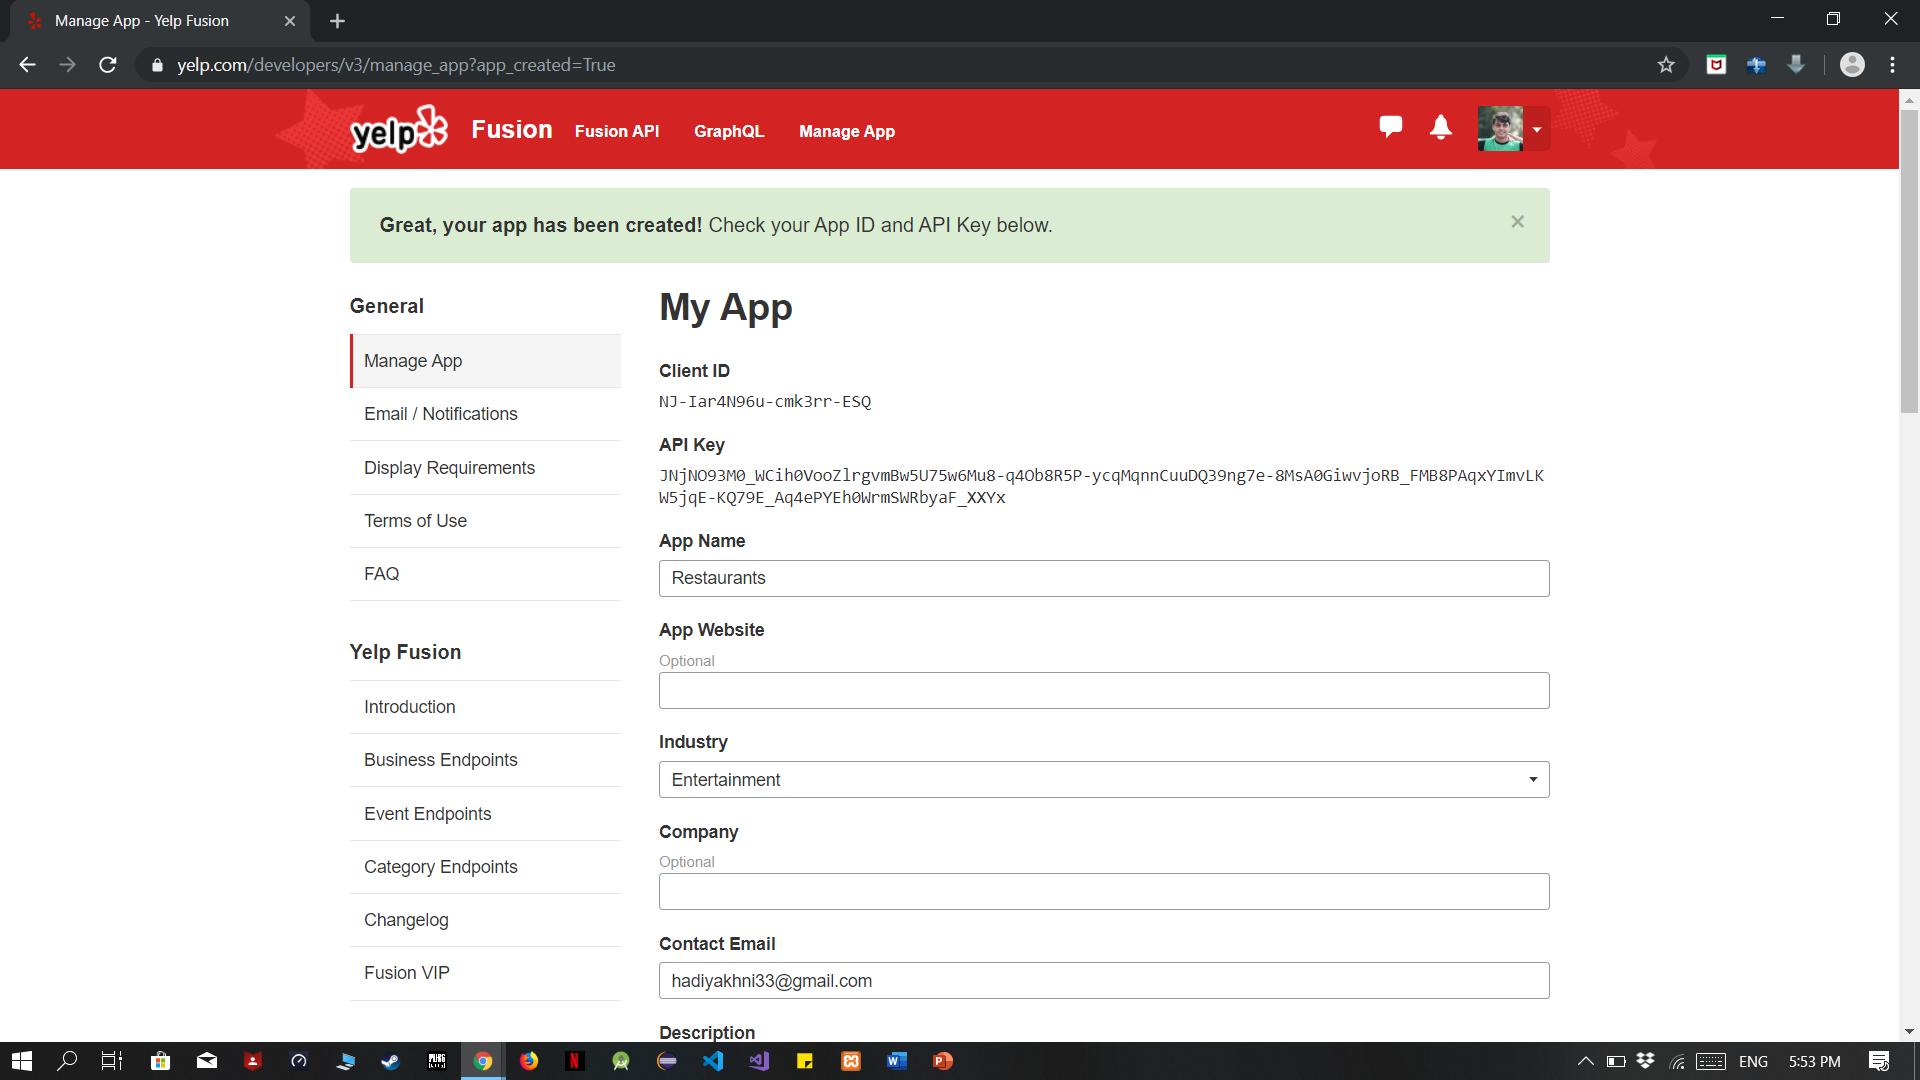 Manage App - Yelp Fusion
yelp.com/developers/v3/manage_app?app_created=True
yelp Fusion Fusion API GraphQL Manage App
Great, your app has been created! Check your App ID and API Key below.
General
Manage App
Email / Notifications
Display Requirements
Terms of Use
FAQ
Yelp Fusion
Introduction
Business Endpoints
Event Endpoints
Category Endpoints
Changelog
Fusion VIP
My App
Client ID
NJ-Iar4N96u-cmk3rr-ESQ
API Key
JNjNO93M0_WCih0VooZlrgvmBw5U75w6Mu8-q4Ob8R5P-ycqMqnnCuuDQ39ng7e-8MsA0GiwvjoRB_FMB8PAqxYImvLK
W5jqE-KQ79E_Aq4ePYEh0WrmSWRbyaF_XXYx
App Name
Restaurants
App Website
Optional
Industry
Entertainment
Company
Optional
Contact Email
hadiyakhni33@gmail.com
Description
ENG 5:53 PM